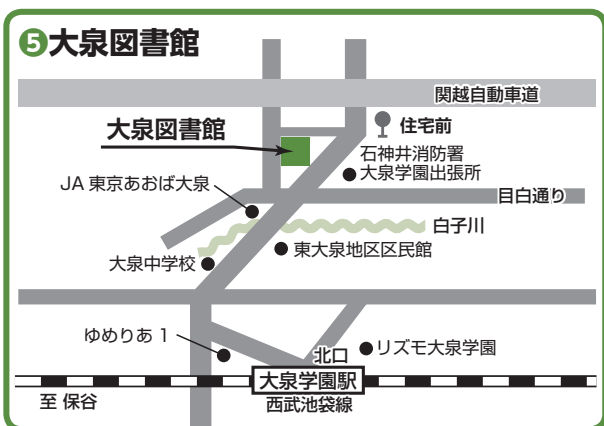 ❺大泉図書館
関越自動車道
大泉図書館
住宅前
石神井消防署
大泉学園出張所
JA 東京あおば大泉
目白通り
白子川
東大泉地区区民館
大泉中学校
ゆめりあ 1
北口
リズモ大泉学園
大泉学園駅
至 保谷
西武池袋線